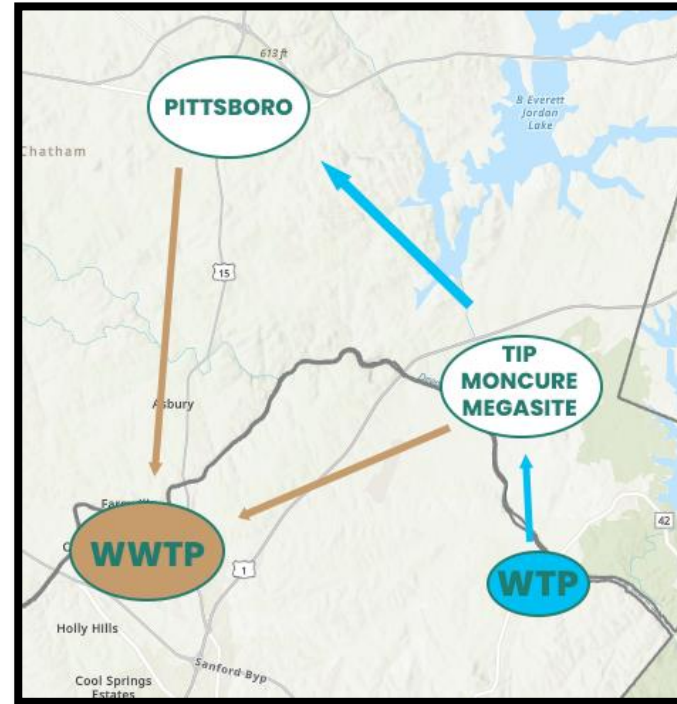 613 ft
PITTSBORO
B Everett
Jordan
Lake
Chatham
15
TIP
MONCURE
MEGASITE
Asbury
42
WWTP
1
WTP
Holly Hills
Sanford Byp
Cool Springs
Estates